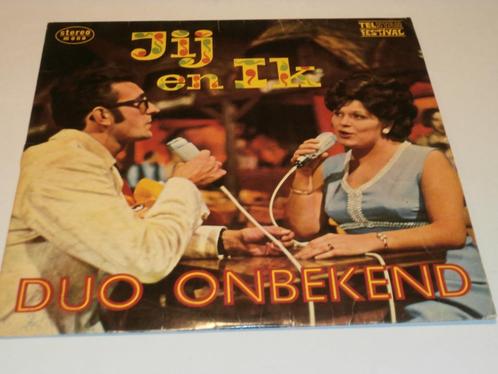 stereo
mono
Jij
en Ik
TELSTAR
FESTIVAL
DUO ONBEKEND